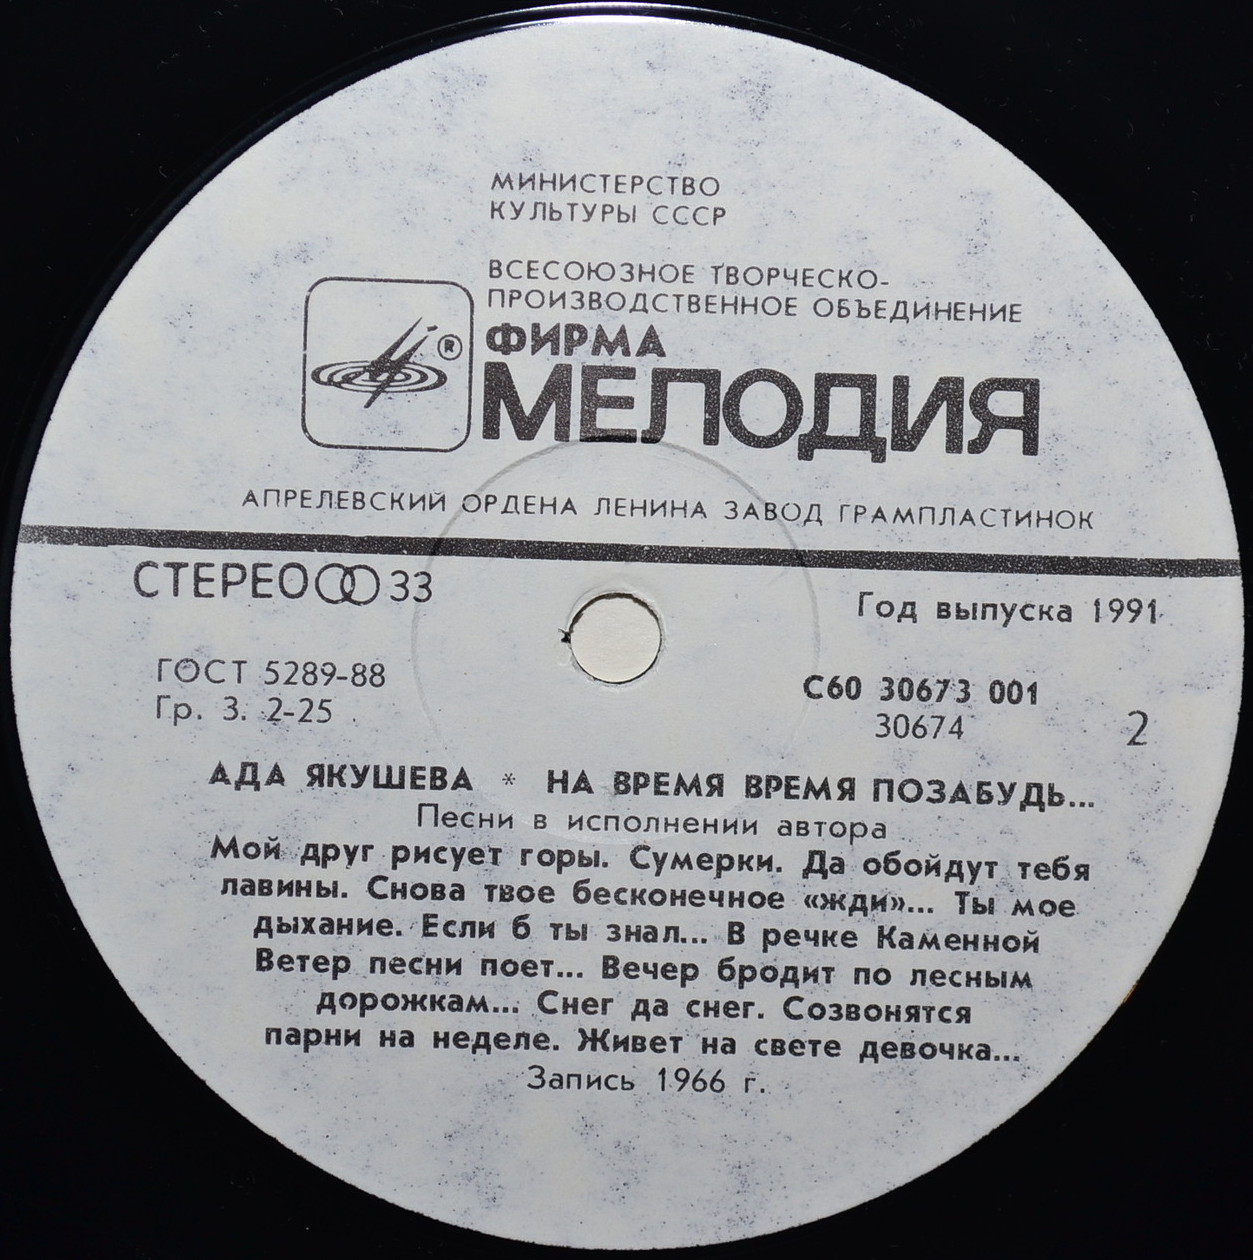 МИНИСТЕРСТВО
КУЛЬТУРЫ СССР
ВСЕСОЮЗНОЕ ТВОРЧЕСКО-
ПРОИЗВОДСТВЕННОЕ ОБЪЕДИНЕНИЕ
ФИРМА
®
МЕЛОДИЯ
АПРЕЛЕВСКИЙ ОРДЕНА ЛЕНИНА ЗАВОД ГРАМПЛАСТИНОК
СТЕРЕО 33
Год выпуска 1991
ГОСТ 5289-88
Гр. 3. 2-25
С60 30673 001
30674
2
АДА ЯКУШЕВА * НА ВРЕМЯ ВРЕМЯ ПОЗАБУДЬ...
Песни в исполнении автора
Мой друг рисует горы. Сумерки. Да обойдут тебя
лавины. Снова твое бесконечное «жди»... Ты мое
дыхание. Если б ты знал... В речке Каменной
Ветер песни поет... Вечер бродит по лесным
дорожкам... Снег да снег. Созвонятся
парни на неделе. Живет на свете девочка...
Запись 1966 г.